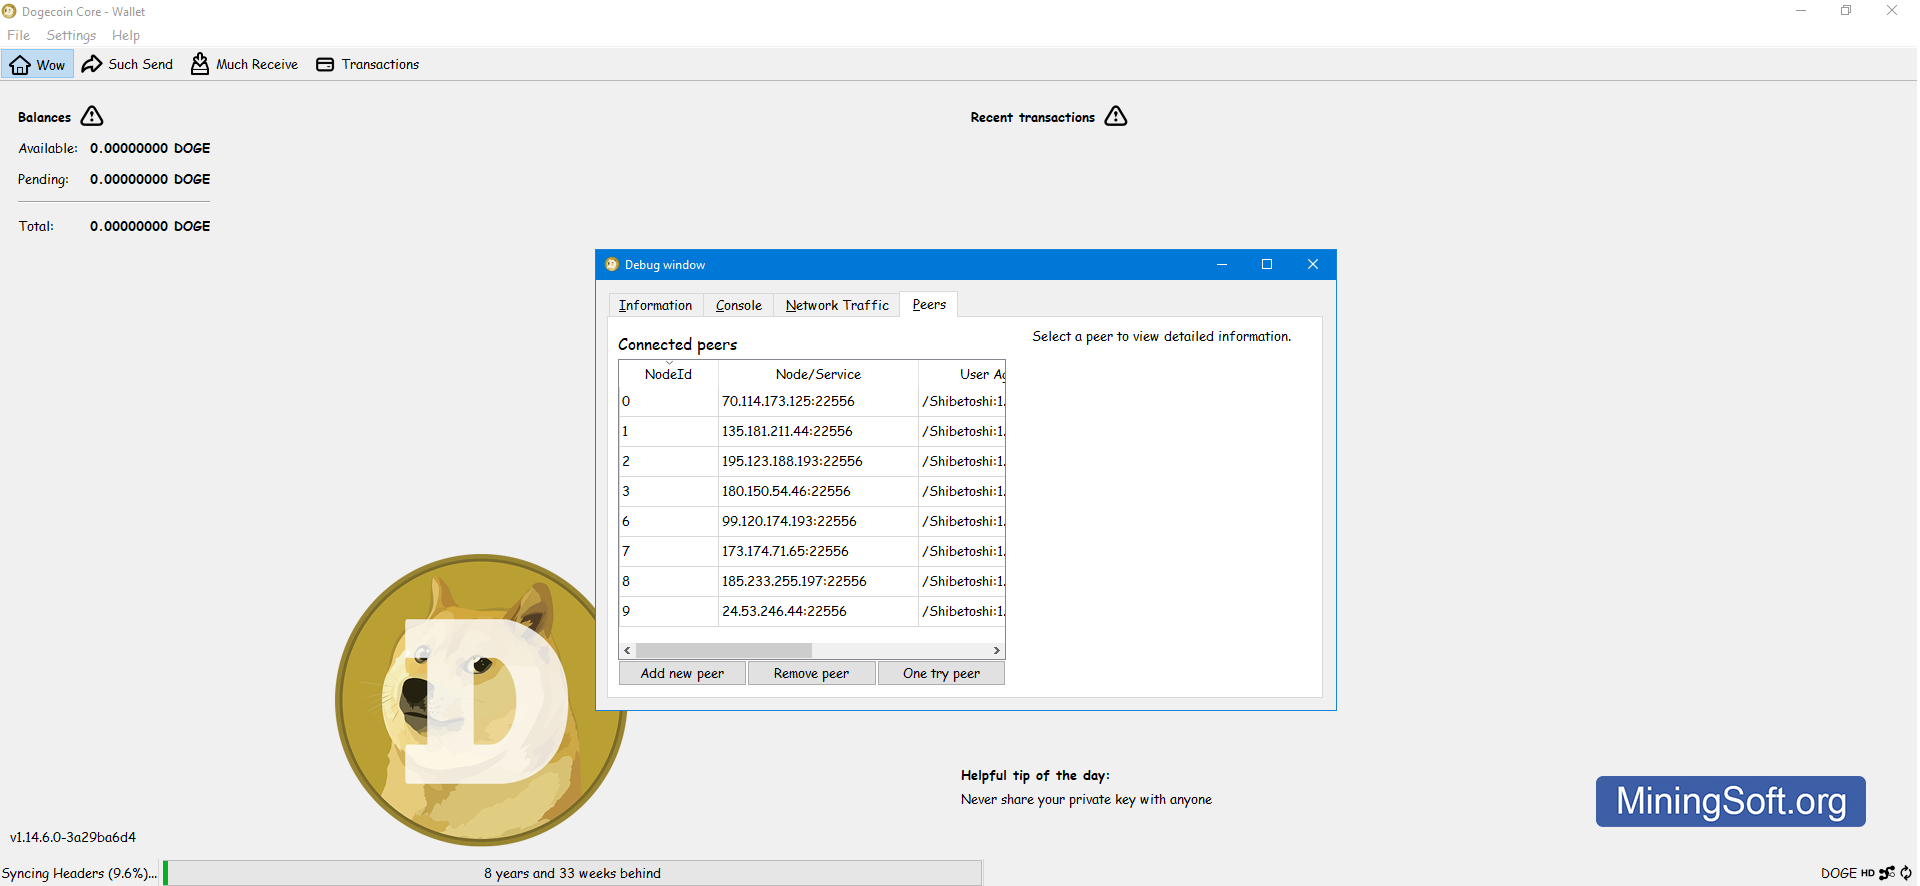 Dogecoin Core - Wallet
File Settings Help
Wow Such Send Much Receive Transactions
Balances
Available: 0.00000000 DOGE
Pending: 0.00000000 DOGE
Total: 0.00000000 DOGE
Recent transactions
Debug window
Information Console Network Traffic Peers
Connected peers
Select a peer to view detailed information.
NodeId Node/Service User Ag
0 70.114.173.125:22556 /Shibetoshi:1.
1 135.181.211.44:22556 /Shibetoshi:1.
2 195.123.188.193:22556 /Shibetoshi:1.
3 180.150.54.46:22556 /Shibetoshi:1.
6 99.120.174.193:22556 /Shibetoshi:1.
7 173.174.71.65:22556 /Shibetoshi:1.
8 185.233.255.197:22556 /Shibetoshi:1.
9 24.53.246.44:22556 /Shibetoshi:1.
Add new peer Remove peer One try peer
D
Helpful tip of the day:
Never share your private key with anyone
MiningSoft.org
v1.14.6.0-3a29ba6d4
Syncing Headers (9.6%)... 8 years and 33 weeks behind DOGE HD